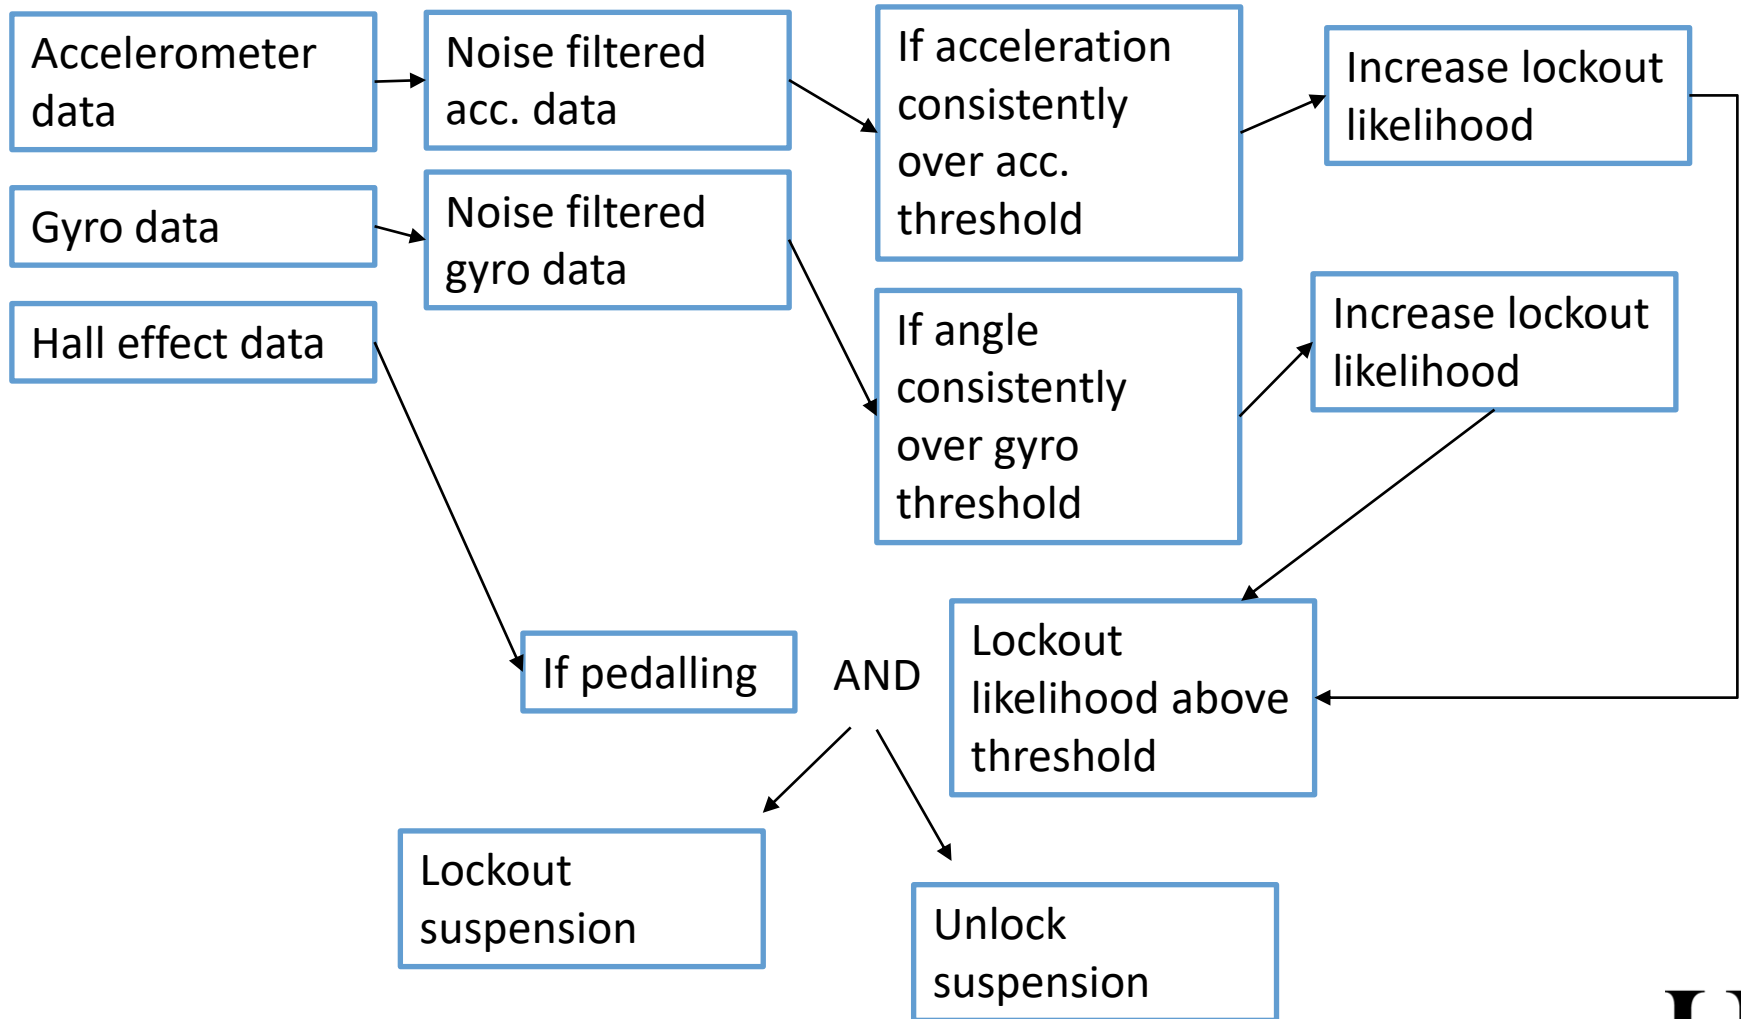 Accelerometer
data
Noise filtered
acc. data
If acceleration
consistently
over acc.
threshold
Increase lockout
likelihood
Gyro data
Noise filtered
gyro data
Hall effect data
If angle
consistently
over gyro
threshold
Increase lockout
likelihood
If pedalling
AND
Lockout
likelihood above
threshold
Lockout
suspension
Unlock
suspension